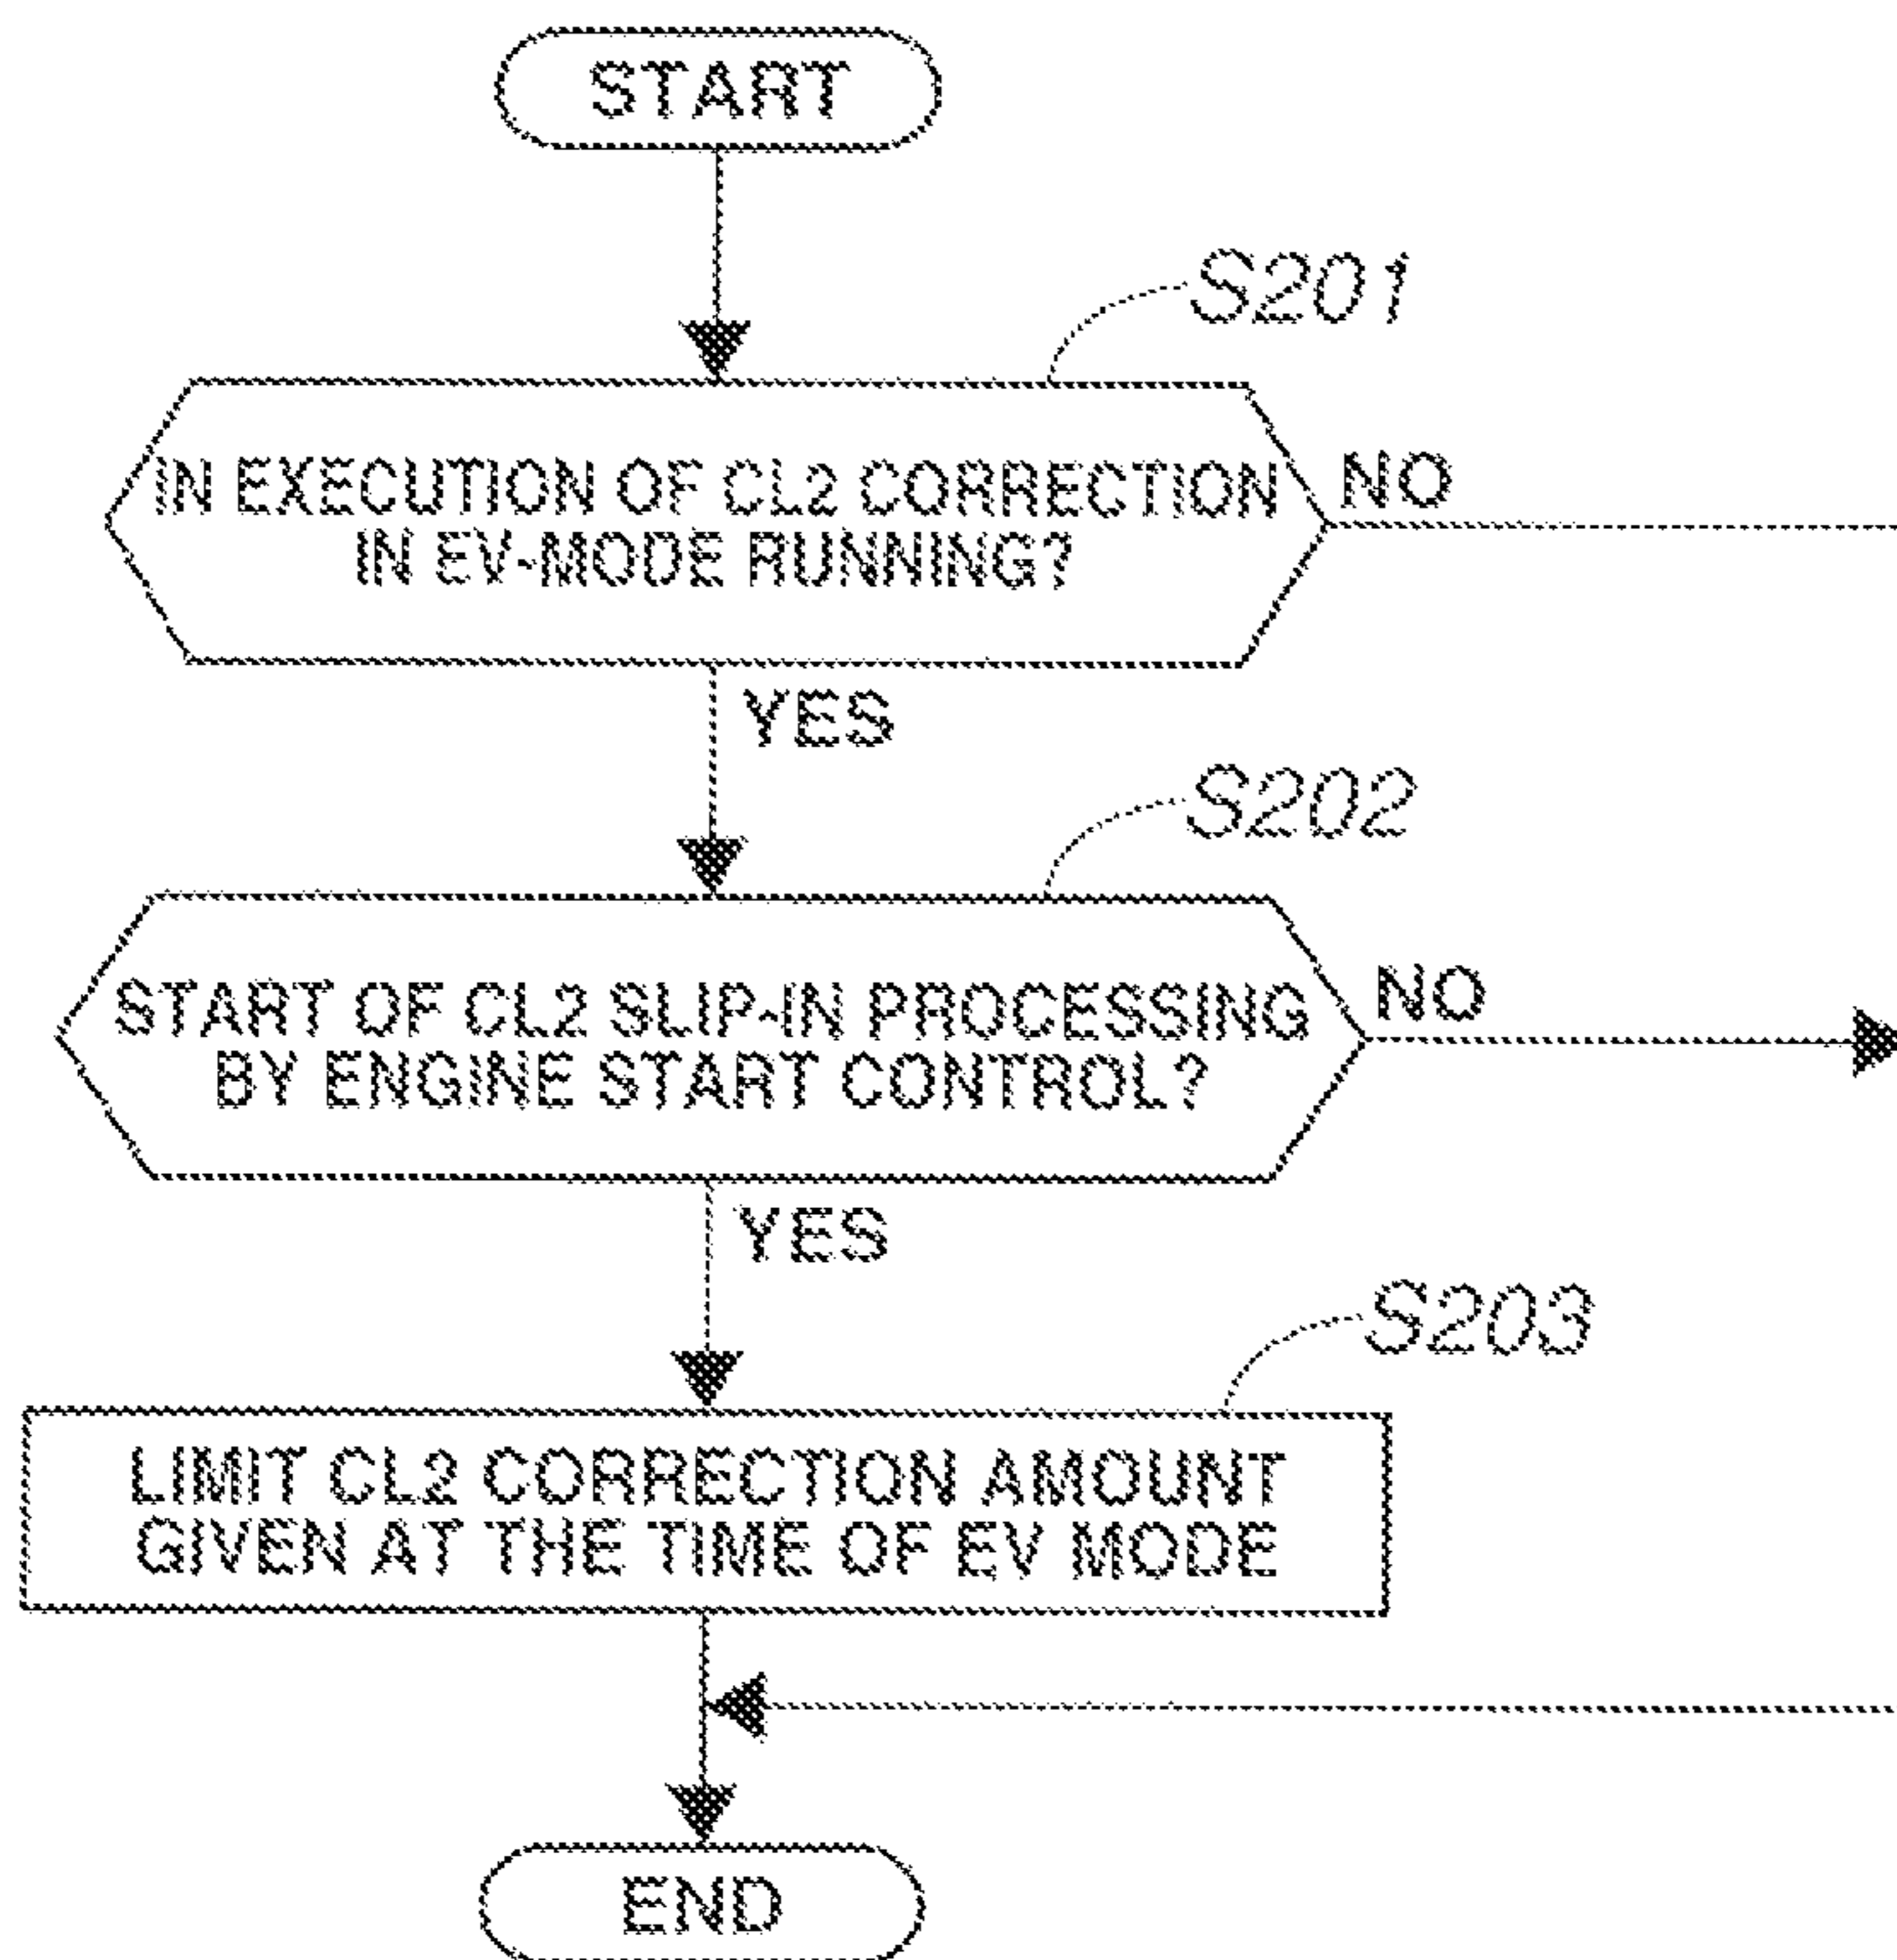 START
S201
IN EXECUTION OF CL2 CORRECTION
IN EV-MODE RUNNING?
NO
YES
S202
START OF CL2 SLIP-IN PROCESSING
BY ENGINE START CONTROL?
NO
YES
S203
LIMIT CL2 CORRECTION AMOUNT
GIVEN AT THE TIME OF EV MODE
END